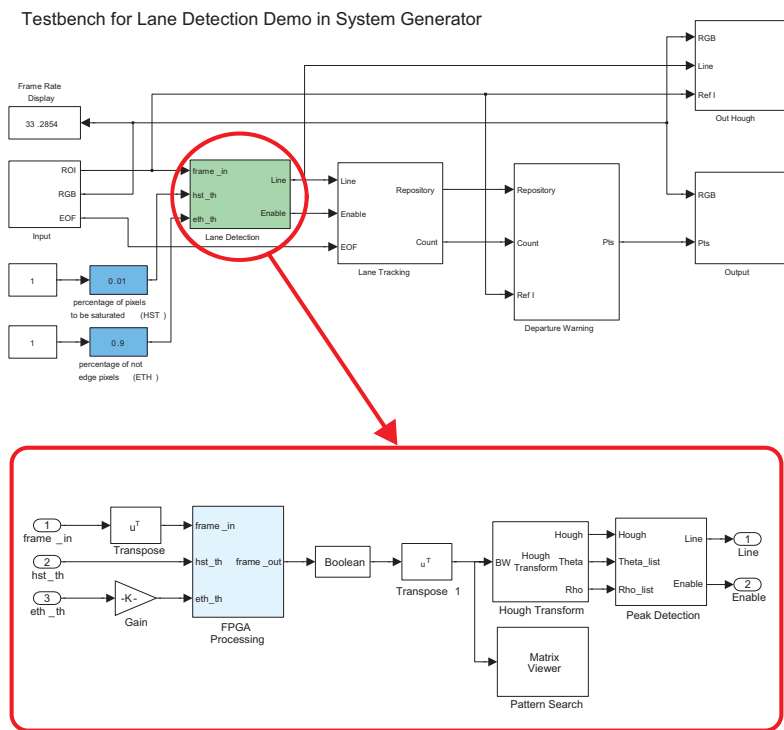 Testbench for Lane Detection Demo in System Generator
RGB
Line
Ref I
Out Hough
Frame Rate
Display
33 .2854
ROI
RGB
EOF
Input
frame _in
hst_th
eth_th
Line
Enable
Lane Detection
Line
Enable
EOF
Repository
Count
Lane Tracking
Repository
Count
Ref I
Pts
Departure Warning
RGB
Pts
Output
1
0.01
percentage of pixels
to be saturated (HST )
1
0.9
percentage of not
edge pixels (ETH )
1
frame _in
2
hst_th
3
eth _th
u^T
Transpose
-K-
Gain
frame _in
hst_th
eth_th
frame _out
FPGA
Processing
Boolean
u^T
Transpose 1
BW
Hough
Transform
Hough
Theta
Rho
Hough Transform
Hough
Theta_list
Rho_list
Line
Enable
Peak Detection
1
Line
2
Enable
Matrix
Viewer
Pattern Search